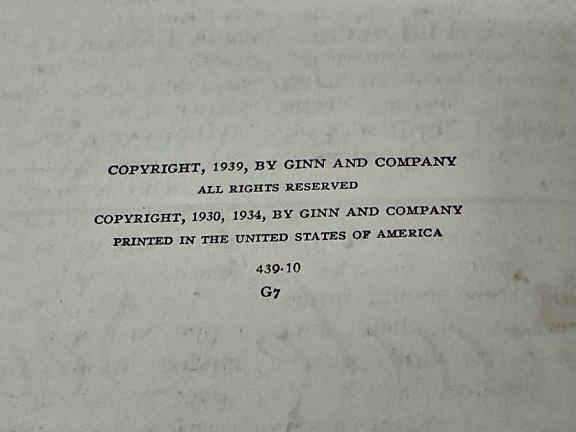 COPYRIGHT, 1939, BY GINN AND COMPANY
ALL RIGHTS RESERVED
COPYRIGHT, 1930, 1934, BY GINN AND COMPANY
PRINTED IN THE UNITED STATES OF AMERICA
439.10
G7